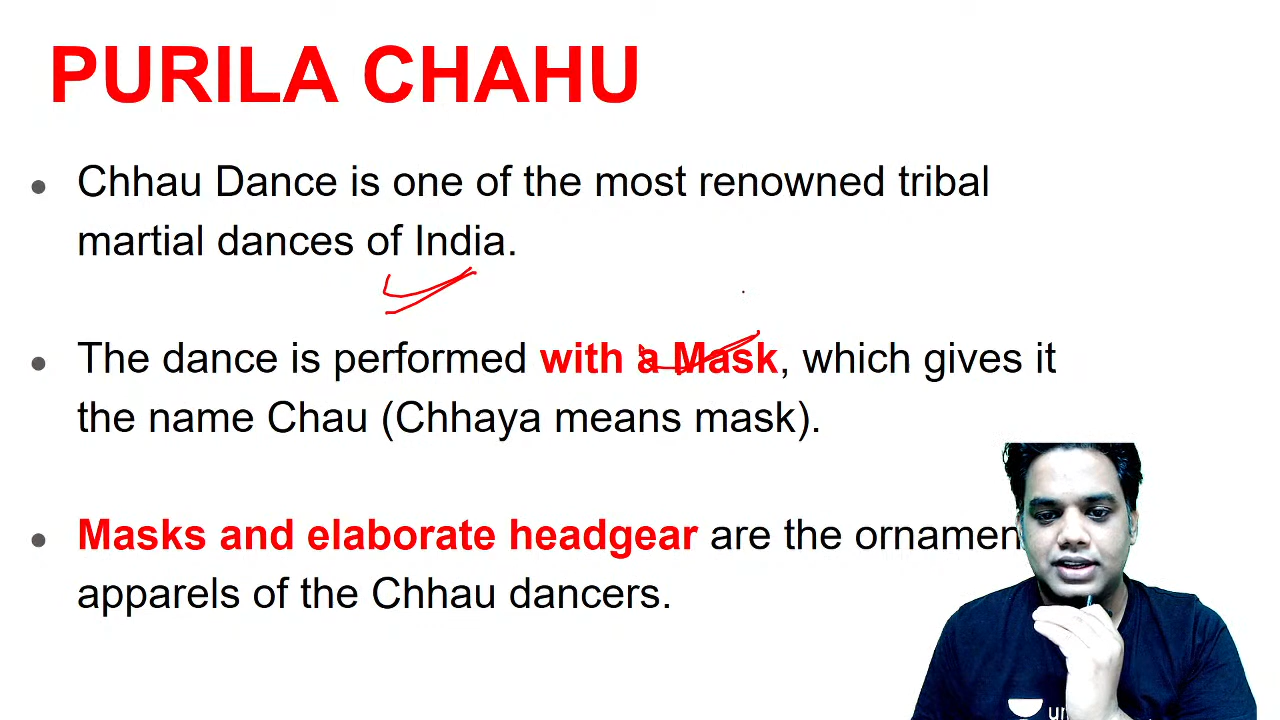 PURILA CHAHU
• Chhau Dance is one of the most renowned tribal
martial dances of India.
• The dance is performed with a Mask, which gives it
the name Chau (Chhaya means mask).
• Masks and elaborate headgear are the
apparels of the Chhau dancers.